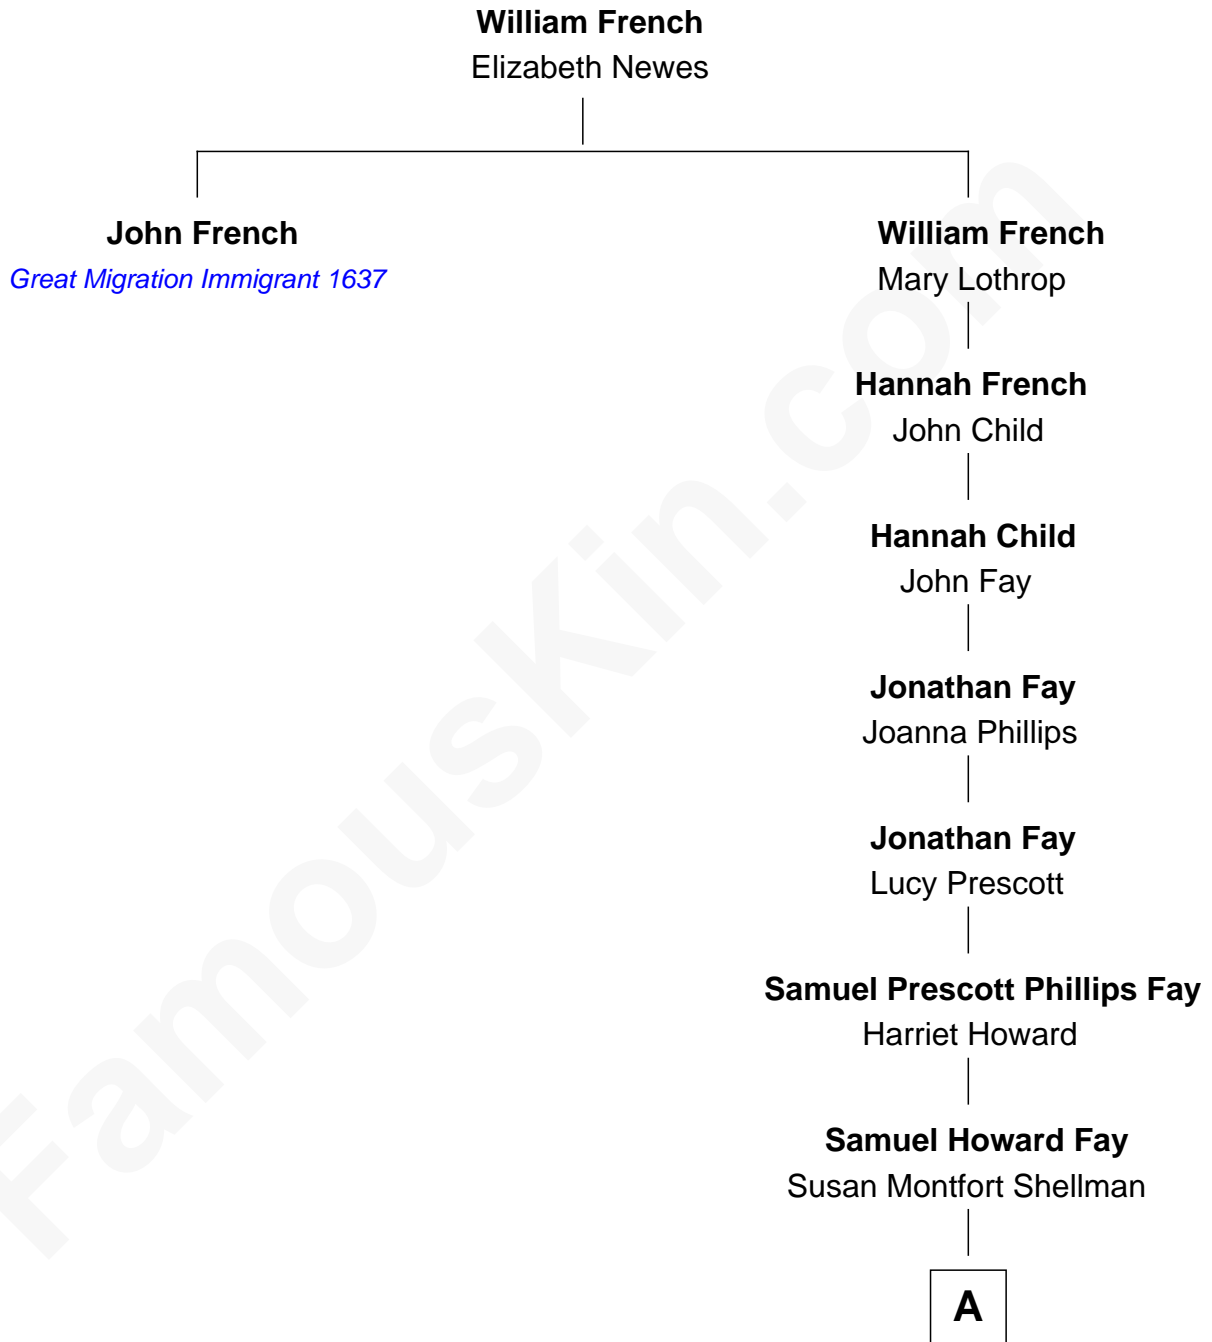 William French
Elizabeth Newes
John French
Great Migration Immigrant 1637
William French
Mary Lothrop
Hannah French
John Child
Hannah Child
John Fay
Jonathan Fay
Joanna Phillips
Jonathan Fay
Lucy Prescott
Samuel Prescott Phillips Fay
Harriet Howard
Samuel Howard Fay
Susan Montfort Shellman
A
FamousKin.com